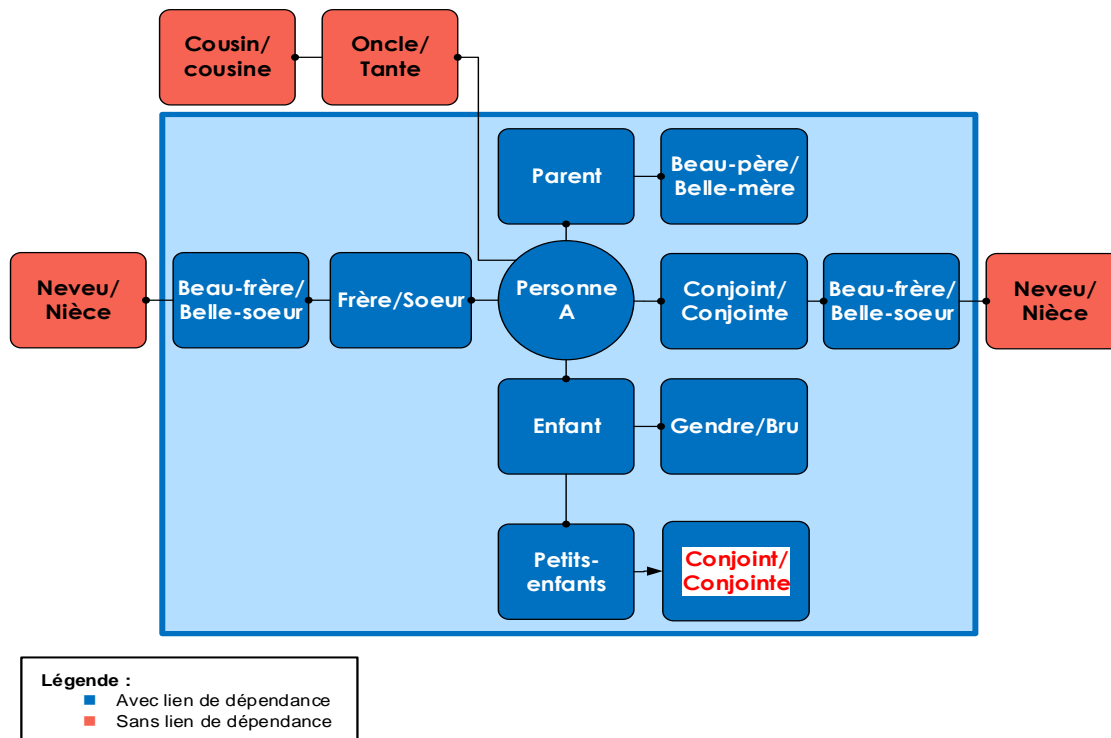 Cousin/
cousine
Oncle/
Tante
Parent
Beau-père/
Belle-mère
Neveu/
Nièce
Beau-frère/
Belle-soeur
Frère/Soeur
Personne
A
Conjoint/
Conjointe
Beau-frère/
Belle-soeur
Neveu/
Nièce
Enfant
Gendre/Bru
Petits-
enfants
Conjoint/
Conjointe
Légende :
Avec lien de dépendance
Sans lien de dépendance